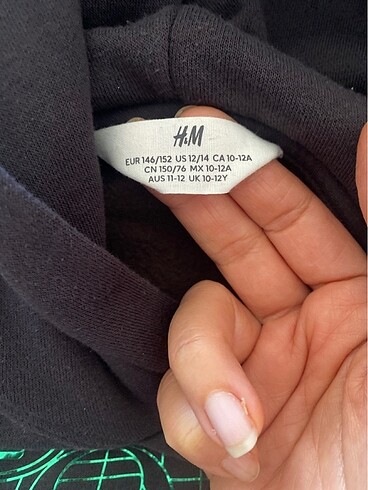 H&M
EUR 146/152 US 12/14 CA 10-12A
CN 150/76 MX 10-12A
AUS 11-12 UK 10-12Y